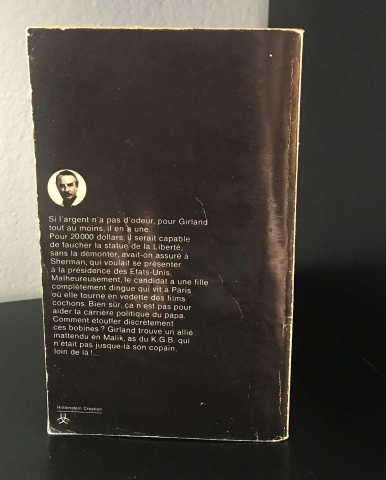 Si l'argent n'a pas d'odeur, pour Girland
tout au moins, il en a une.
Pour 20 000 dollars, il serait capable
de faucher la statue de la Liberté,
sans la démonter, avait-on assuré à
Sherman, qui voulait se présenter
à la présidence des Etats-Unis.
Malheureusement, le candidat a une fille
complètement dingue qui vit à Paris
où elle tourne en vedette des films
cochons. Bien sûr, ça n'est pas pour
aider la carrière politique du papa.
Comment étouffer discrètement
ces bobines ? Girland trouve un allié
inattendu en Malik, as du K.G.B. qui
n'était pas jusque-là son copain,
loin de là !...
Hollenstein Création